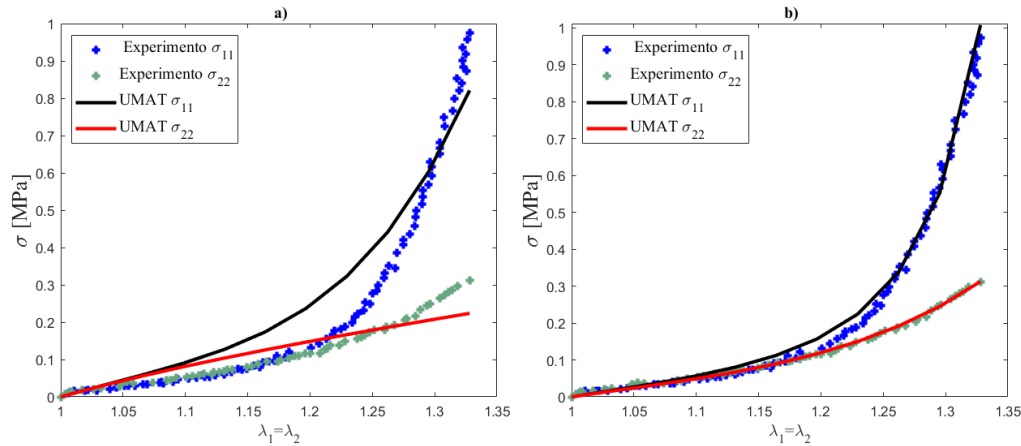 a)
1
0.9
0.8
0.7
0.6
0.5
0.4
0.3
0.2
0.1
0
σ [MPa]
Experimento σ₁₁
Experimento σ₂₂
UMAT σ₁₁
UMAT σ₂₂
1 1.05 1.1 1.15 1.2 1.25 1.3 1.35
λ₁=λ₂
b)
1
0.9
0.8
0.7
0.6
0.5
0.4
0.3
0.2
0.1
0
σ [MPa]
Experimento σ₁₁
Experimento σ₂₂
UMAT σ₁₁
UMAT σ₂₂
1 1.05 1.1 1.15 1.2 1.25 1.3 1.35
λ₁=λ₂